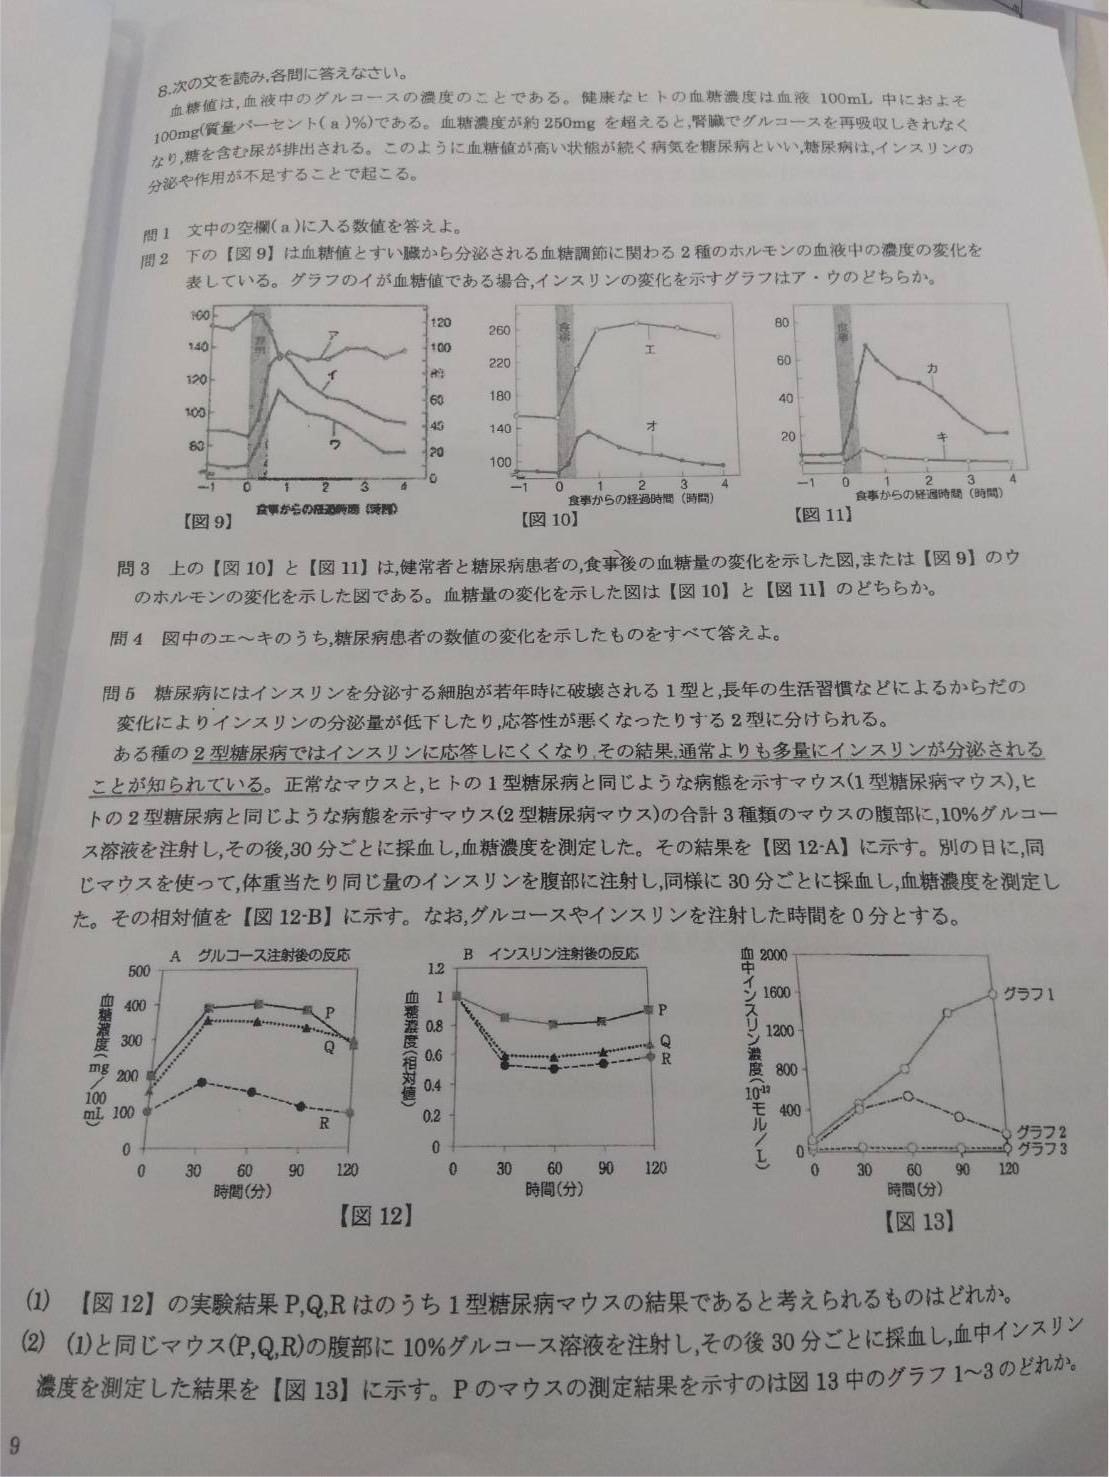 8.次の文を読み,各問に答えなさい。
血糖値は,血液中のグルコースの濃度のことである。健康なヒトの血糖濃度は血液 100mL 中におよそ
100mg(質量パーセント( a )%)である。血糖濃度が約 250mg を超えると,腎臓でグルコースを再吸収しきれなく
なり,糖を含む尿が排出される。このように血糖値が高い状態が続く病気を糖尿病といい,糖尿病は,インスリンの
分泌や作用が不足することで起こる。
問1 文中の空欄( a )に入る数値を答えよ。
問2 下の【図9】は血糖値とすい臓から分泌される血糖調節に関わる2種のホルモンの血液中の濃度の変化を
表している。グラフのイが血糖値である場合,インスリンの変化を示すグラフはア・ウのどちらか。
160
140
120
100
80
120
100
80
60
40
20
0
食事
ア
イ
ウ
−1 0 1 2 3 4
食事からの経過時間(時間)
【図9】
260
220
180
140
100
食事
エ
オ
−1 0 1 2 3 4
食事からの経過時間(時間)
【図10】
80
60
40
20
食事
カ
キ
−1 0 1 2 3 4
食事からの経過時間(時間)
【図11】
問3 上の【図10】と【図11】は,健常者と糖尿病患者の,食事後の血糖量の変化を示した図,または【図9】のウ
のホルモンの変化を示した図である。血糖量の変化を示した図は【図10】と【図11】のどちらか。
問4 図中のエ〜キのうち,糖尿病患者の数値の変化を示したものをすべて答えよ。
問5 糖尿病にはインスリンを分泌する細胞が若年時に破壊される1型と,長年の生活習慣などによるからだの
変化によりインスリンの分泌量が低下したり,応答性が悪くなったりする2型に分けられる。
ある種の2型糖尿病ではインスリンに応答しにくくなり,その結果,通常よりも多量にインスリンが分泌される
ことが知られている。正常なマウスと,ヒトの1型糖尿病と同じような病態を示すマウス(1型糖尿病マウス),ヒ
トの2型糖尿病と同じような病態を示すマウス(2型糖尿病マウス)の合計3種類のマウスの腹部に,10%グルコー
ス溶液を注射し,その後,30分ごとに採血し,血糖濃度を測定した。その結果を【図12-A】に示す。別の日に,同
じマウスを使って,体重当たり同じ量のインスリンを腹部に注射し,同様に30分ごとに採血し,血糖濃度を測定し
た。その相対値を【図12-B】に示す。なお,グルコースやインスリンを注射した時間を0分とする。
A グルコース注射後の反応
血糖濃度(mg/100mL)
500
400
300
200
100
0
P
Q
R
0 30 60 90 120
時間(分)
B インスリン注射後の反応
血糖濃度(相対値)
1.2
1
0.8
0.6
0.4
0.2
0
P
Q
R
0 30 60 90 120
時間(分)
【図12】
血中インスリン濃度(10⁻¹²モル/L)
2000
1600
1200
800
400
0
グラフ1
グラフ2
グラフ3
0 30 60 90 120
時間(分)
【図13】
(1) 【図12】の実験結果P,Q,Rはのうち1型糖尿病マウスの結果であると考えられるものはどれか。
(2) (1)と同じマウス(P,Q,R)の腹部に10%グルコース溶液を注射し,その後30分ごとに採血し,血中インスリン
濃度を測定した結果を【図13】に示す。Pのマウスの測定結果を示すのは図13中のグラフ1〜3のどれか。
9